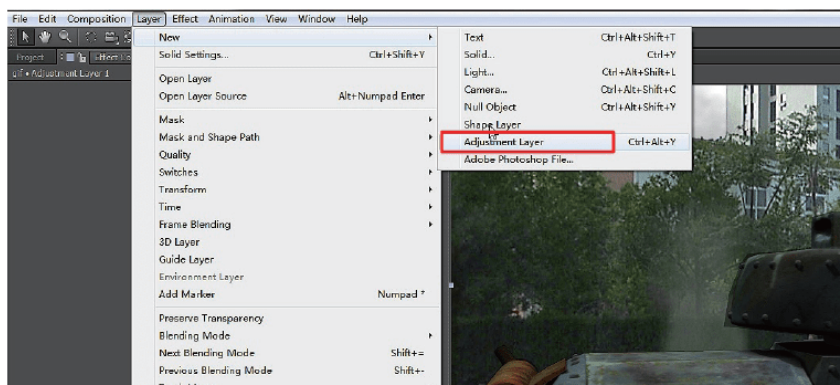 File Edit Composition Layer Effect Animation View Window Help
New
Solid Settings... Ctrl+Shift+Y
Open Layer
Open Layer Source Alt+Numpad Enter
Mask
Mask and Shape Path
Quality
Switches
Transform
Time
Frame Blending
3D Layer
Guide Layer
Environment Layer
Add Marker Numpad *
Preserve Transparency
Blending Mode
Next Blending Mode Shift+=
Previous Blending Mode Shift+-
Text Ctrl+Alt+Shift+T
Solid... Ctrl+Y
Light... Ctrl+Alt+Shift+L
Camera... Ctrl+Alt+Shift+C
Null Object Ctrl+Alt+Shift+Y
Shape Layer
Adjustment Layer Ctrl+Alt+Y
Adobe Photoshop File...
Project Effect Co
gif • Adjustment Layer 1